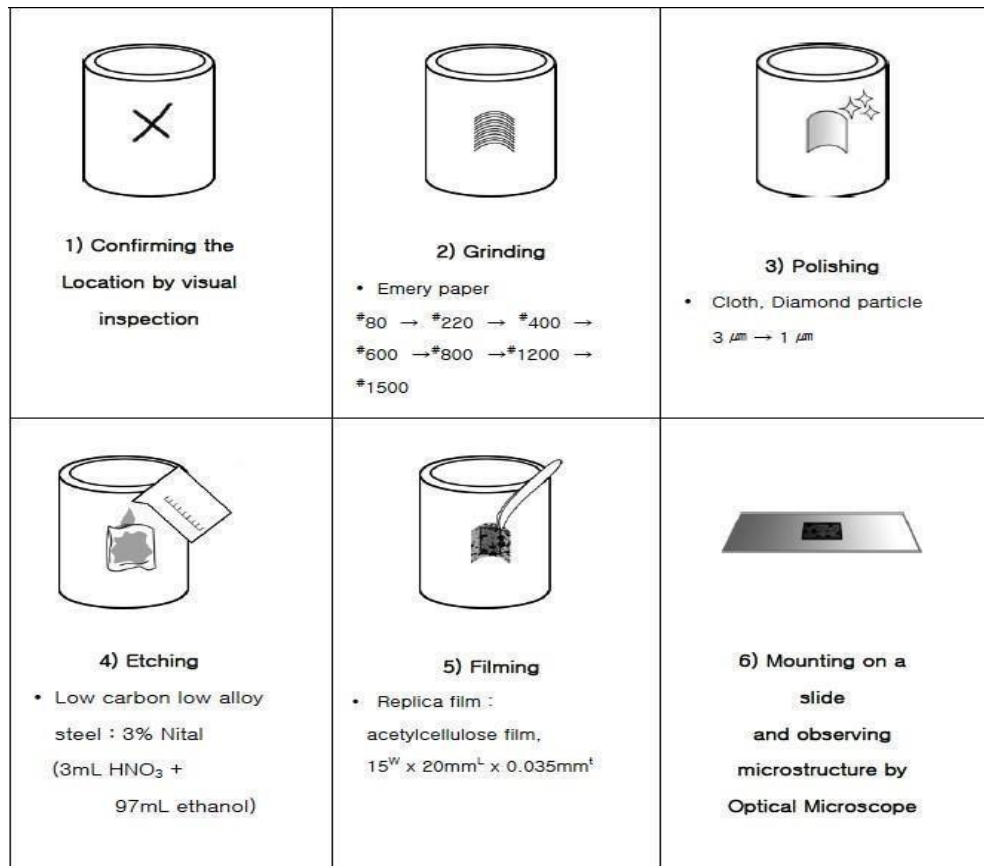 1) Confirming the
Location by visual
inspection
2) Grinding
• Emery paper
#80 → #220 → #400 →
#600 →#800 →#1200 →
#1500
3) Polishing
• Cloth, Diamond particle
3 ㎛ → 1 ㎛
4) Etching
• Low carbon low alloy
steel : 3% Nital
(3mL HNO₃ +
97mL ethanol)
5) Filming
• Replica film :
acetylcellulose film,
15ᵂ x 20mmᴸ x 0.035mmᵗ
6) Mounting on a
slide
and observing
microstructure by
Optical Microscope